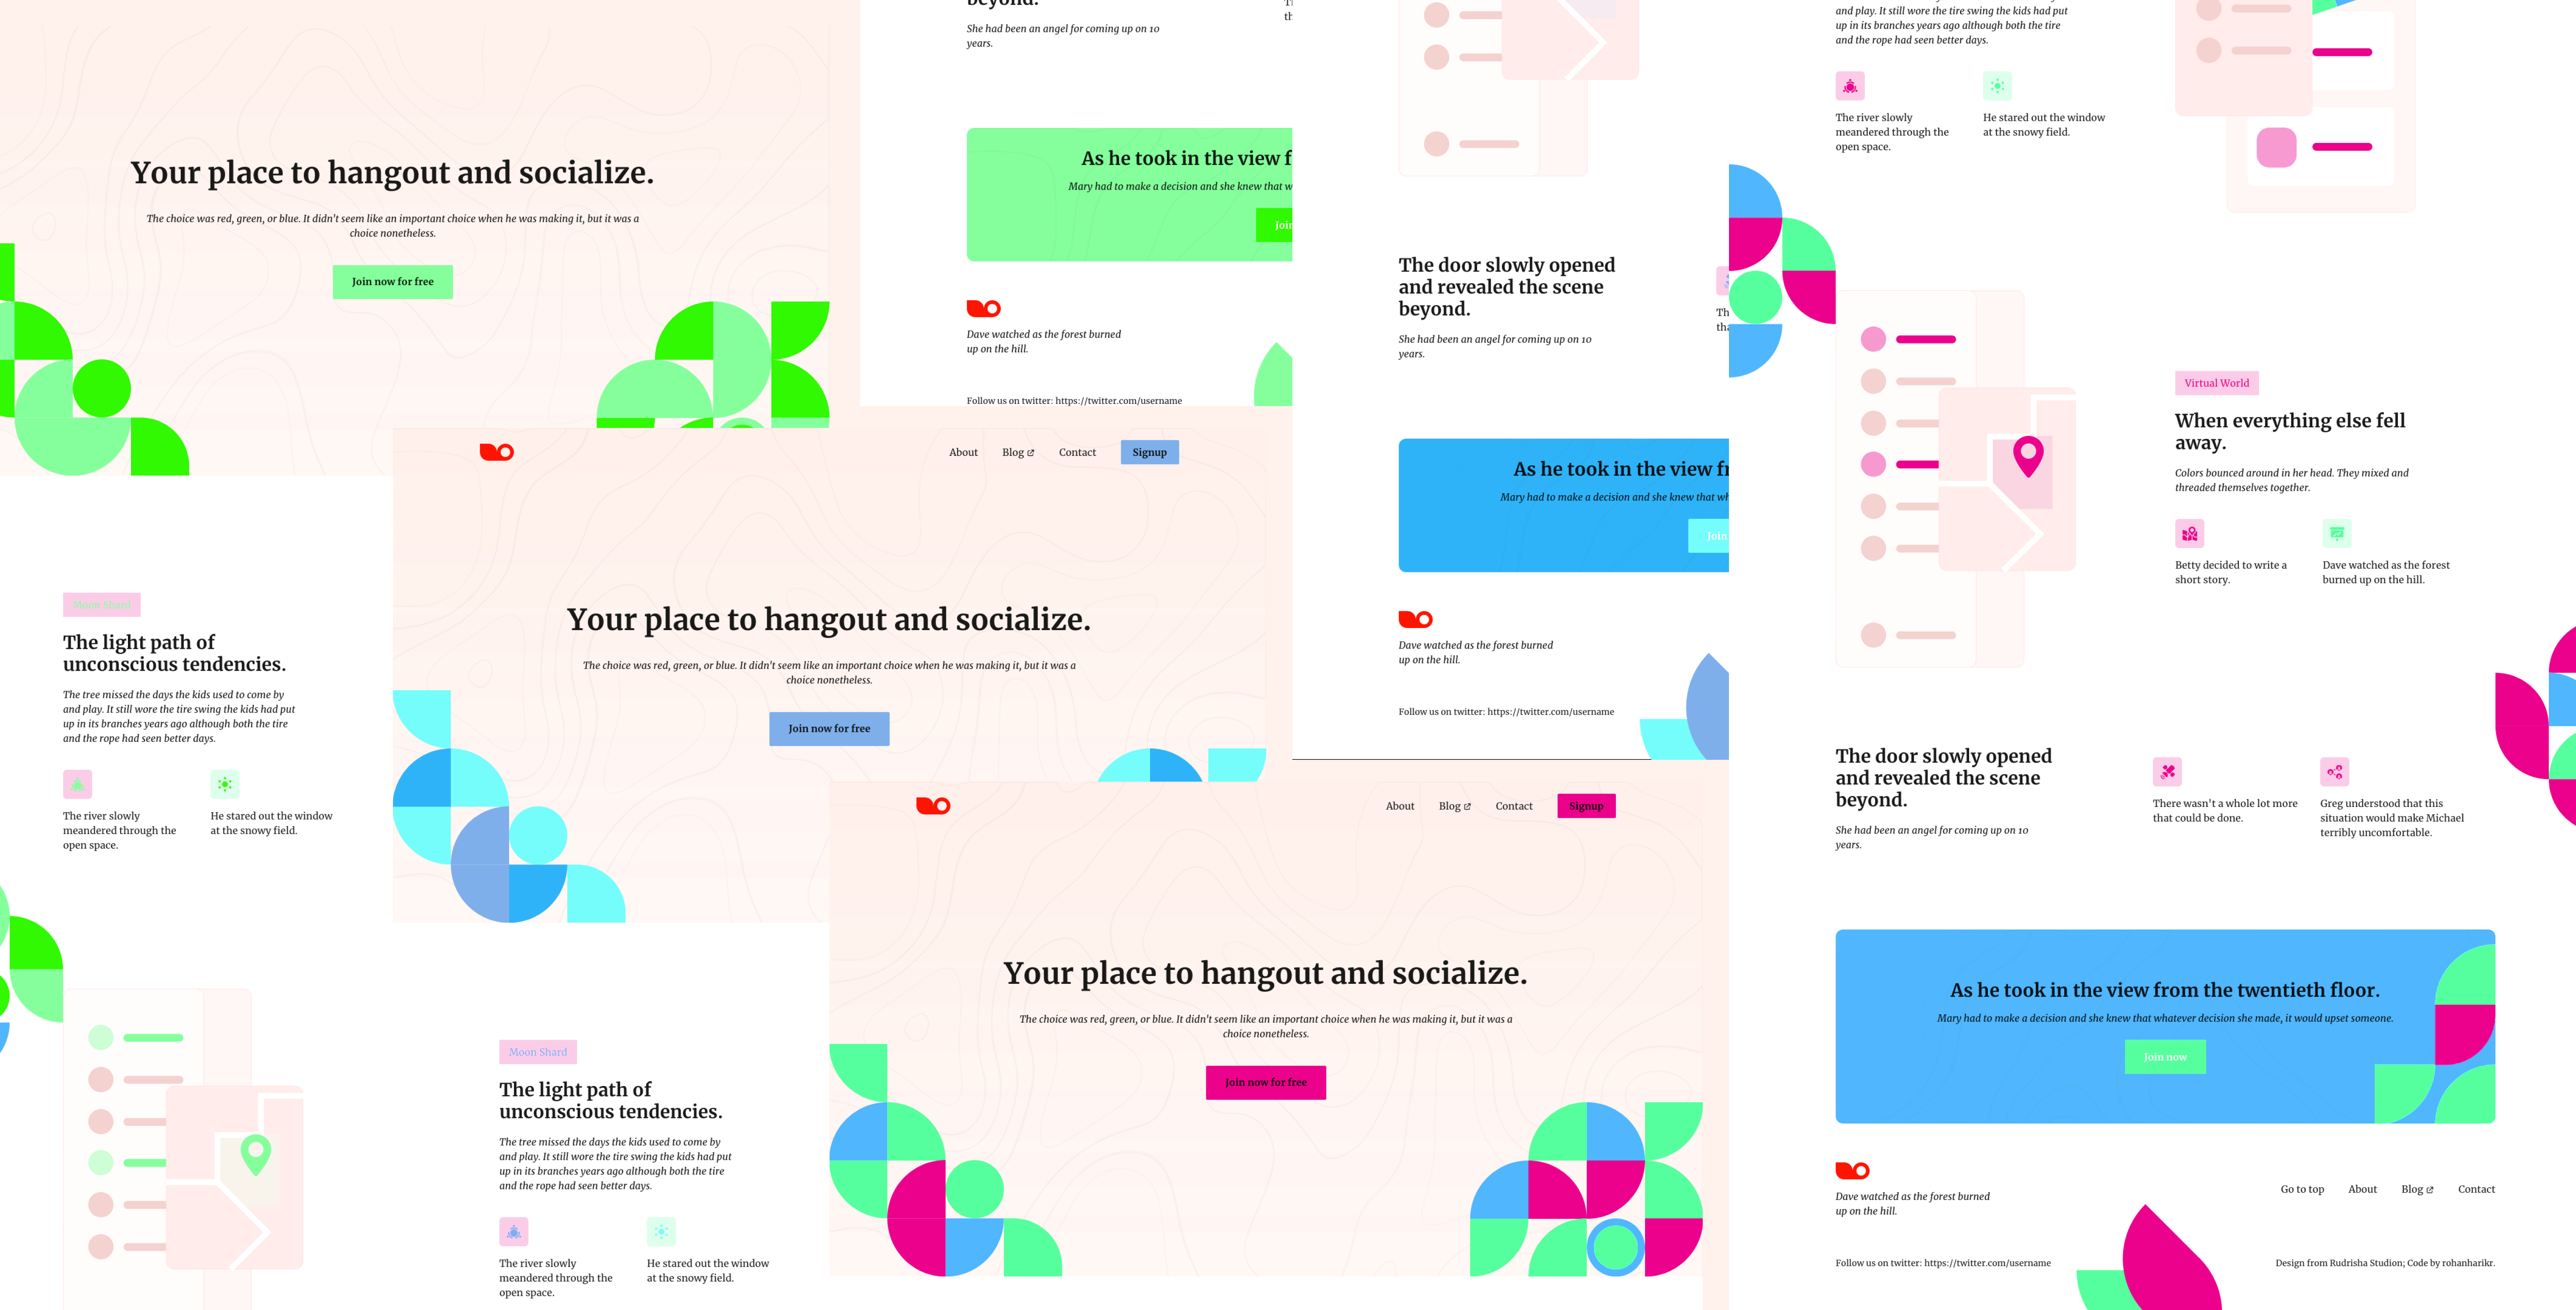 Your place to hangout and socialize.
The choice was red, green, or blue. It didn't seem like an important choice when he was making it, but it was a
choice nonetheless.
Join now for free
Moon Shard
The light path of
unconscious tendencies.
The tree missed the days the kids used to come by
and play. It still wore the tire swing the kids had put
up in its branches years ago although both the tire
and the rope had seen better days.
The river slowly
meandered through the
open space.
He stared out the window
at the snowy field.
beyond.
She had been an angel for coming up on 10
years.
As he took in the view f
Mary had to make a decision and she knew that w
Join
Dave watched as the forest burned
up on the hill.
Follow us on twitter: https://twitter.com/username
About
Blog
Contact
Signup
Your place to hangout and socialize.
The choice was red, green, or blue. It didn't seem like an important choice when he was making it, but it was a
choice nonetheless.
Join now for free
Moon Shard
The light path of
unconscious tendencies.
The tree missed the days the kids used to come by
and play. It still wore the tire swing the kids had put
up in its branches years ago although both the tire
and the rope had seen better days.
The river slowly
meandered through the
open space.
He stared out the window
at the snowy field.
The door slowly opened
and revealed the scene
beyond.
She had been an angel for coming up on 10
years.
Th
tha
As he took in the view fr
Mary had to make a decision and she knew that wh
Join
Dave watched as the forest burned
up on the hill.
Follow us on twitter: https://twitter.com/username
About
Blog
Contact
Signup
Your place to hangout and socialize.
The choice was red, green, or blue. It didn't seem like an important choice when he was making it, but it was a
choice nonetheless.
Join now for free
and play. It still wore the tire swing the kids had put
up in its branches years ago although both the tire
and the rope had seen better days.
The river slowly
meandered through the
open space.
He stared out the window
at the snowy field.
Virtual World
When everything else fell
away.
Colors bounced around in her head. They mixed and
threaded themselves together.
Betty decided to write a
short story.
Dave watched as the forest
burned up on the hill.
The door slowly opened
and revealed the scene
beyond.
She had been an angel for coming up on 10
years.
There wasn't a whole lot more
that could be done.
Greg understood that this
situation would make Michael
terribly uncomfortable.
As he took in the view from the twentieth floor.
Mary had to make a decision and she knew that whatever decision she made, it would upset someone.
Join now
Dave watched as the forest burned
up on the hill.
Go to top
About
Blog
Contact
Follow us on twitter: https://twitter.com/username
Design from Rudrisha Studion; Code by rohanharikr.